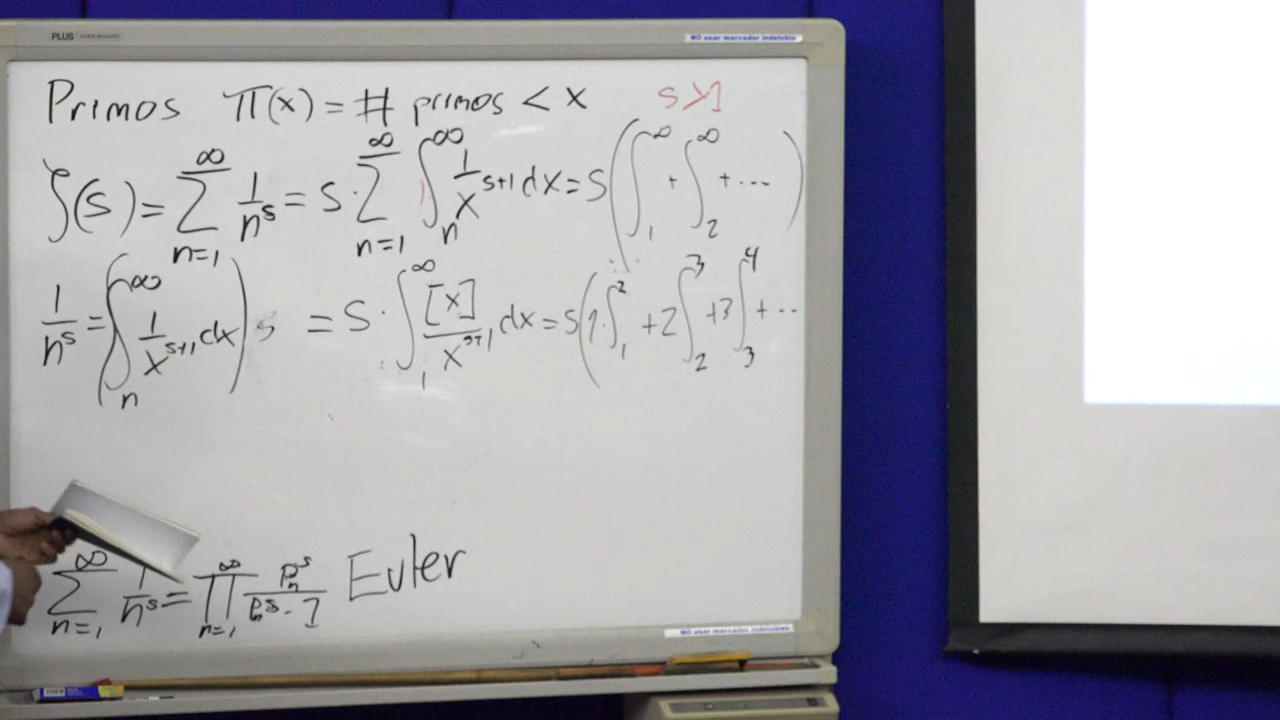 PLUS
NO usar marcador indeleble
Primos π(x) = # primos < x s>1
ζ(s) = ∑_{n=1}^{∞} 1/n^s = s·∑_{n=1}^{∞} ∫_n^∞ 1/x^{s+1} dx = s(∫_1^∞ + ∫_2^∞ + ...)
1/n^s = (∫_n^∞ 1/x^{s+1} dx) s = s·∫_1^∞ [x]/x^{s+1} dx = s(1·∫_1^2 + 2∫_2^3 + 3∫_3^4 + ...
∑_{n=1}^{∞} 1/n^s = ∏_{n=1}^{∞} P_n^s/(P_n^s - 1) Euler
NO usar marcador indeleble